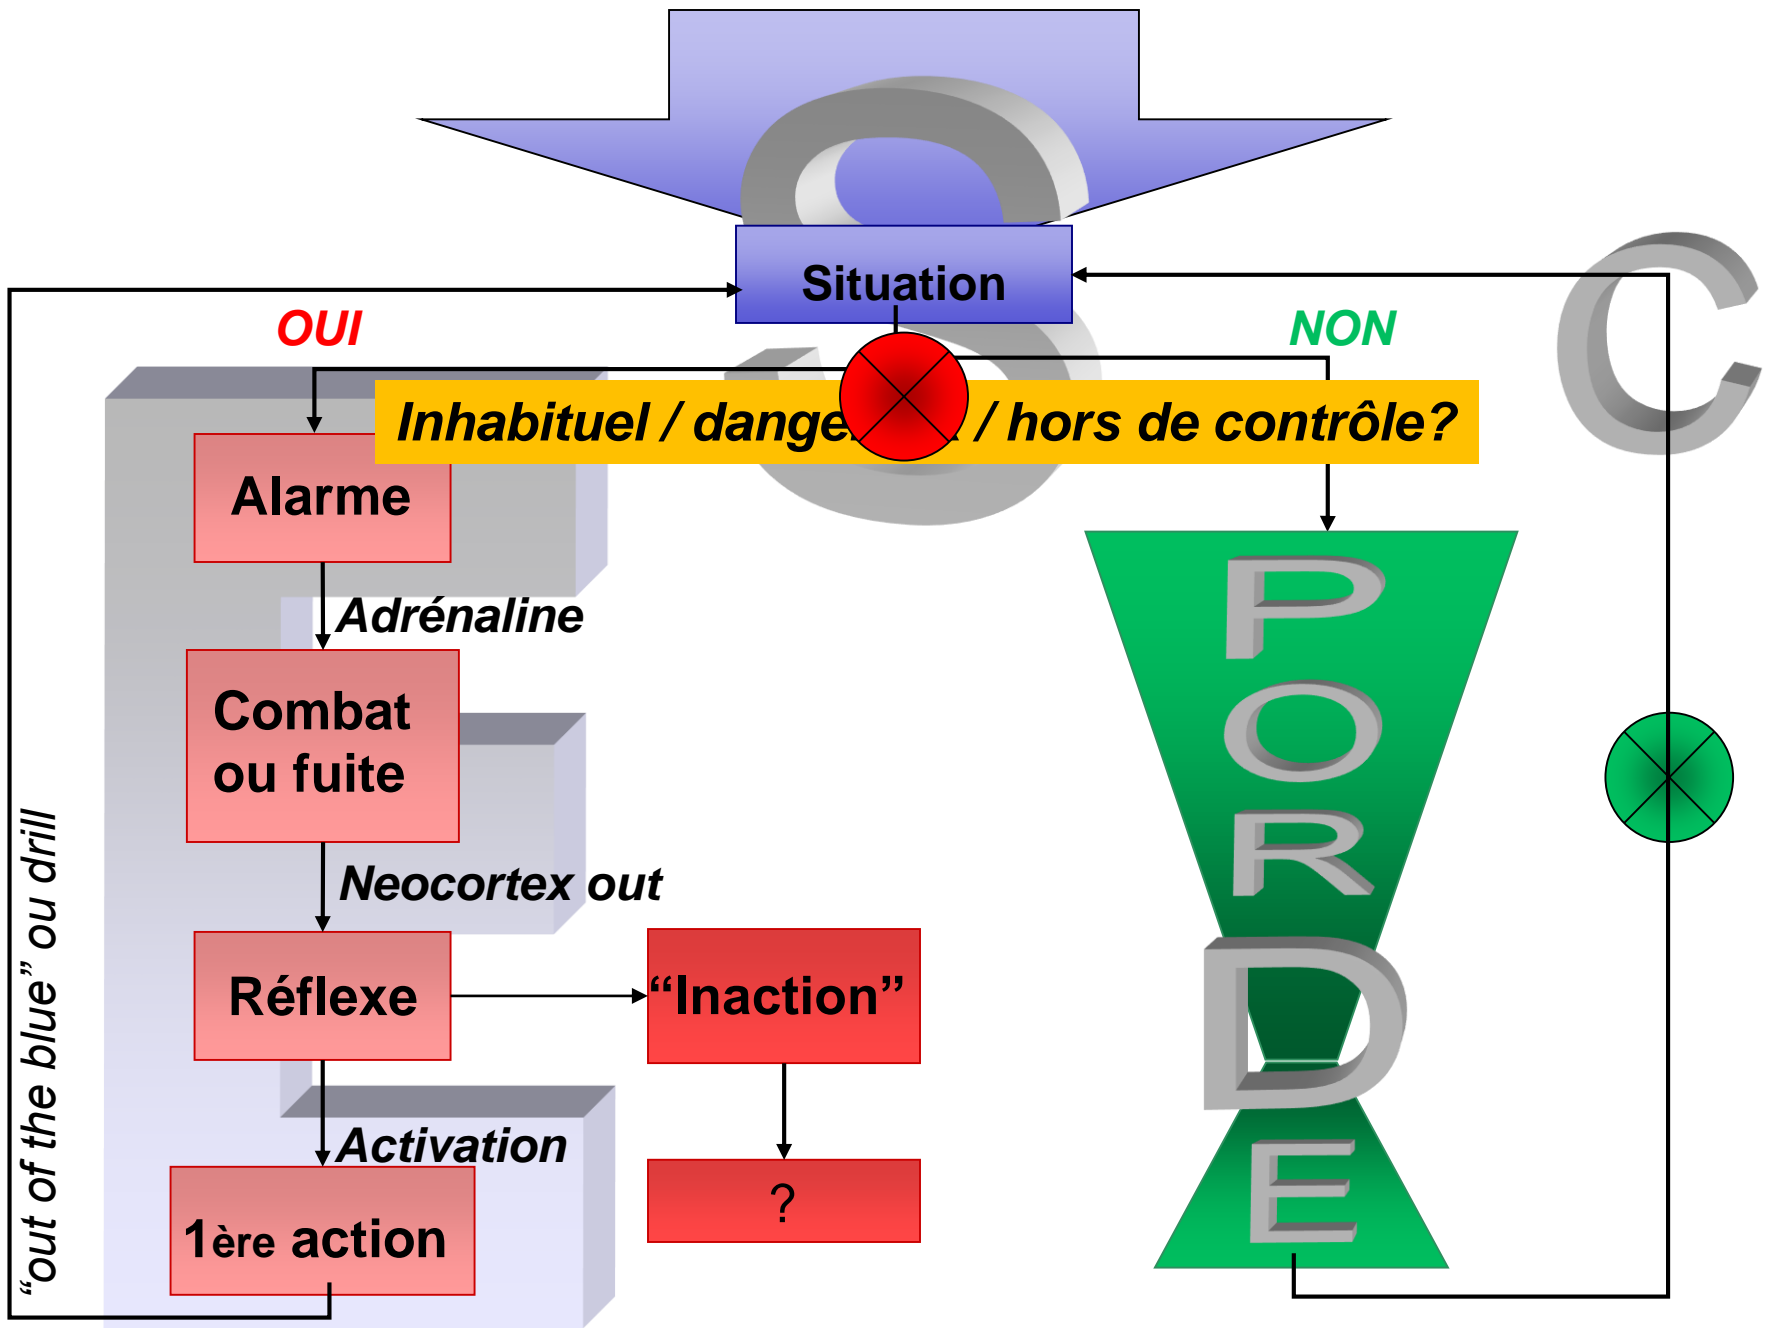 S
Situation
C
OUI
NON
Inhabituel / dange / hors de contrôle?
E
Alarme
Adrénaline
Combat
ou fuite
Neocortex out
Réflexe
“Inaction”
Activation
?
1ère action
“out of the blue” ou drill
P
O
R
D
E